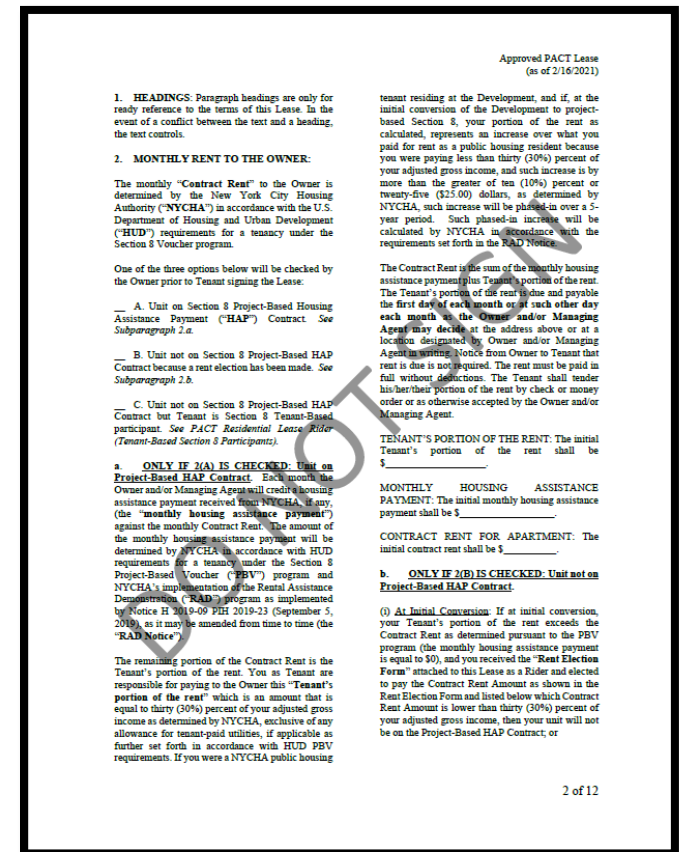 Approved PACT Lease
(as of 2/16/2021)
1. HEADINGS: Paragraph headings are only for
ready reference to the terms of this Lease. In the
event of a conflict between the text and a heading,
the text controls.
2. MONTHLY RENT TO THE OWNER:
The monthly “Contract Rent” to the Owner is
determined by the New York City Housing
Authority (“NYCHA”) in accordance with the U.S.
Department of Housing and Urban Development
(“HUD”) requirements for a tenancy under the
Section 8 Voucher program.
One of the three options below will be checked by
the Owner prior to Tenant signing the Lease:
__ A. Unit on Section 8 Project-Based Housing
Assistance Payment (“HAP”) Contract. See
Subparagraph 2.a.
__ B. Unit not on Section 8 Project-Based HAP
Contract because a rent election has been made. See
Subparagraph 2.b.
__ C. Unit not on Section 8 Project-Based HAP
Contract but Tenant is Section 8 Tenant-Based
participant. See PACT Residential Lease Rider
(Tenant-Based Section 8 Participants).
a. ONLY IF 2(A) IS CHECKED: Unit on
Project-Based HAP Contract. Each month the
Owner and/or Managing Agent will credit a housing
assistance payment received from NYCHA, if any,
(the “monthly housing assistance payment”)
against the monthly Contract Rent. The amount of
the monthly housing assistance payment will be
determined by NYCHA in accordance with HUD
requirements for a tenancy under the Section 8
Project-Based Voucher (“PBV”) program and
NYCHA’s implementation of the Rental Assistance
Demonstration (“RAD”) program as implemented
by Notice H 2019-09 PIH 2019-23 (September 5,
2019), as it may be amended from time to time (the
“RAD Notice”).
The remaining portion of the Contract Rent is the
Tenant’s portion of the rent. You as Tenant are
responsible for paying to the Owner this “Tenant’s
portion of the rent” which is an amount that is
equal to thirty (30%) percent of your adjusted gross
income as determined by NYCHA, exclusive of any
allowance for tenant-paid utilities, if applicable as
further set forth in accordance with HUD PBV
requirements. If you were a NYCHA public housing
tenant residing at the Development, and if, at the
initial conversion of the Development to project-
based Section 8, your portion of the rent as
calculated, represents an increase over what you
paid for rent as a public housing resident because
you were paying less than thirty (30%) percent of
your adjusted gross income, and such increase is by
more than the greater of ten (10%) percent or
twenty-five ($25.00) dollars, as determined by
NYCHA, such increase will be phased-in over a 5-
year period. Such phased-in increase will be
calculated by NYCHA in accordance with the
requirements set forth in the RAD Notice.
The Contract Rent is the sum of the monthly housing
assistance payment plus Tenant’s portion of the rent.
The Tenant’s portion of the rent is due and payable
the first day of each month or at such other day
each month as the Owner and/or Managing
Agent may decide at the address above or at a
location designated by Owner and/or Managing
Agent in writing. Notice from Owner to Tenant that
rent is due is not required. The rent must be paid in
full without deductions. The Tenant shall tender
his/her/their portion of the rent by check or money
order or as otherwise accepted by the Owner and/or
Managing Agent.
TENANT’S PORTION OF THE RENT: The initial
Tenant’s portion of the rent shall be
$________________.
MONTHLY HOUSING ASSISTANCE
PAYMENT: The initial monthly housing assistance
payment shall be $_______________.
CONTRACT RENT FOR APARTMENT: The
initial contract rent shall be $________.
b. ONLY IF 2(B) IS CHECKED: Unit not on
Project-Based HAP Contract.
(i) At Initial Conversion: If at initial conversion,
your Tenant’s portion of the rent exceeds the
Contract Rent as determined pursuant to the PBV
program (the monthly housing assistance payment
is equal to $0), and you received the “Rent Election
Form” attached to this Lease as a Rider and elected
to pay the Contract Rent Amount as shown in the
Rent Election Form and listed below which Contract
Rent Amount is lower than thirty (30%) percent of
your adjusted gross income, then your unit will not
be on the Project-Based HAP Contract; or
2 of 12
DO NOT SIGN